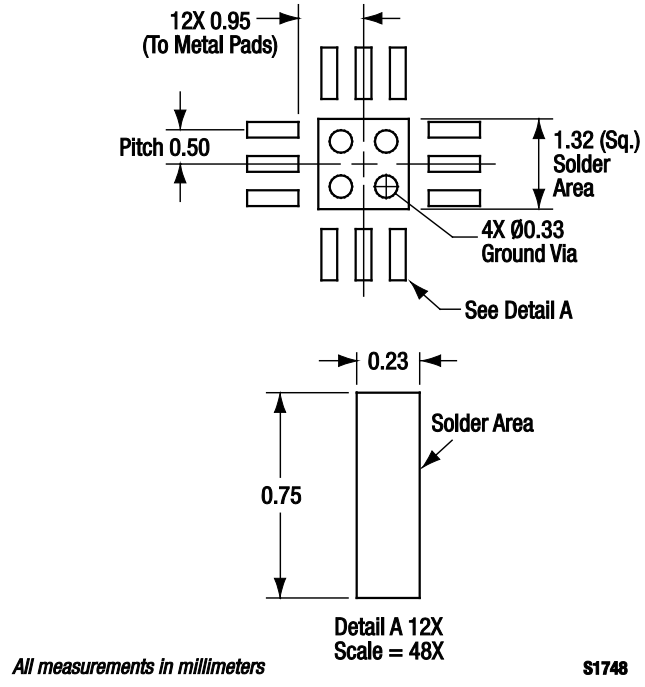 12X 0.95
(To Metal Pads)
Pitch 0.50
1.32 (Sq.)
Solder
Area
4X Ø0.33
Ground Via
See Detail A
0.23
Solder Area
0.75
Detail A 12X
Scale = 48X
All measurements in millimeters
S1748